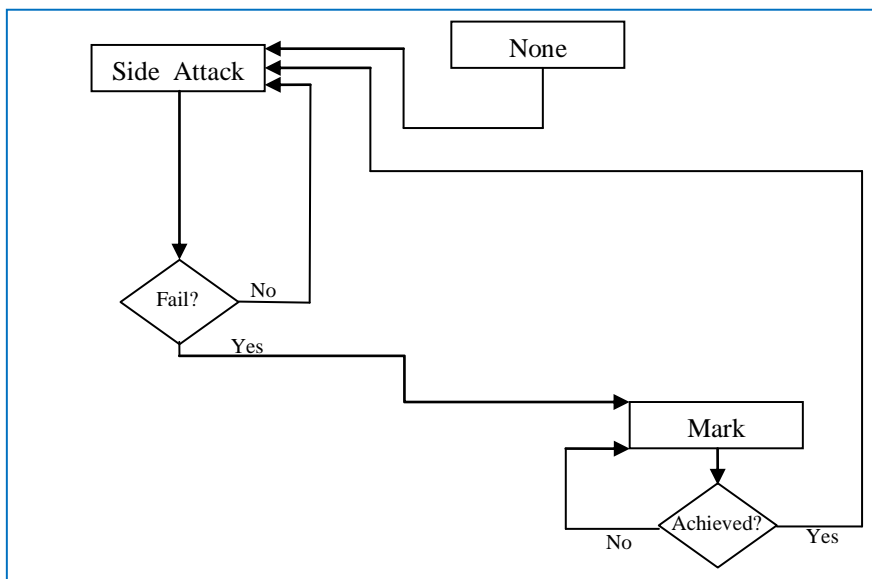 None
Side Attack
Fail?
No
Yes
Mark
Achieved?
No
Yes